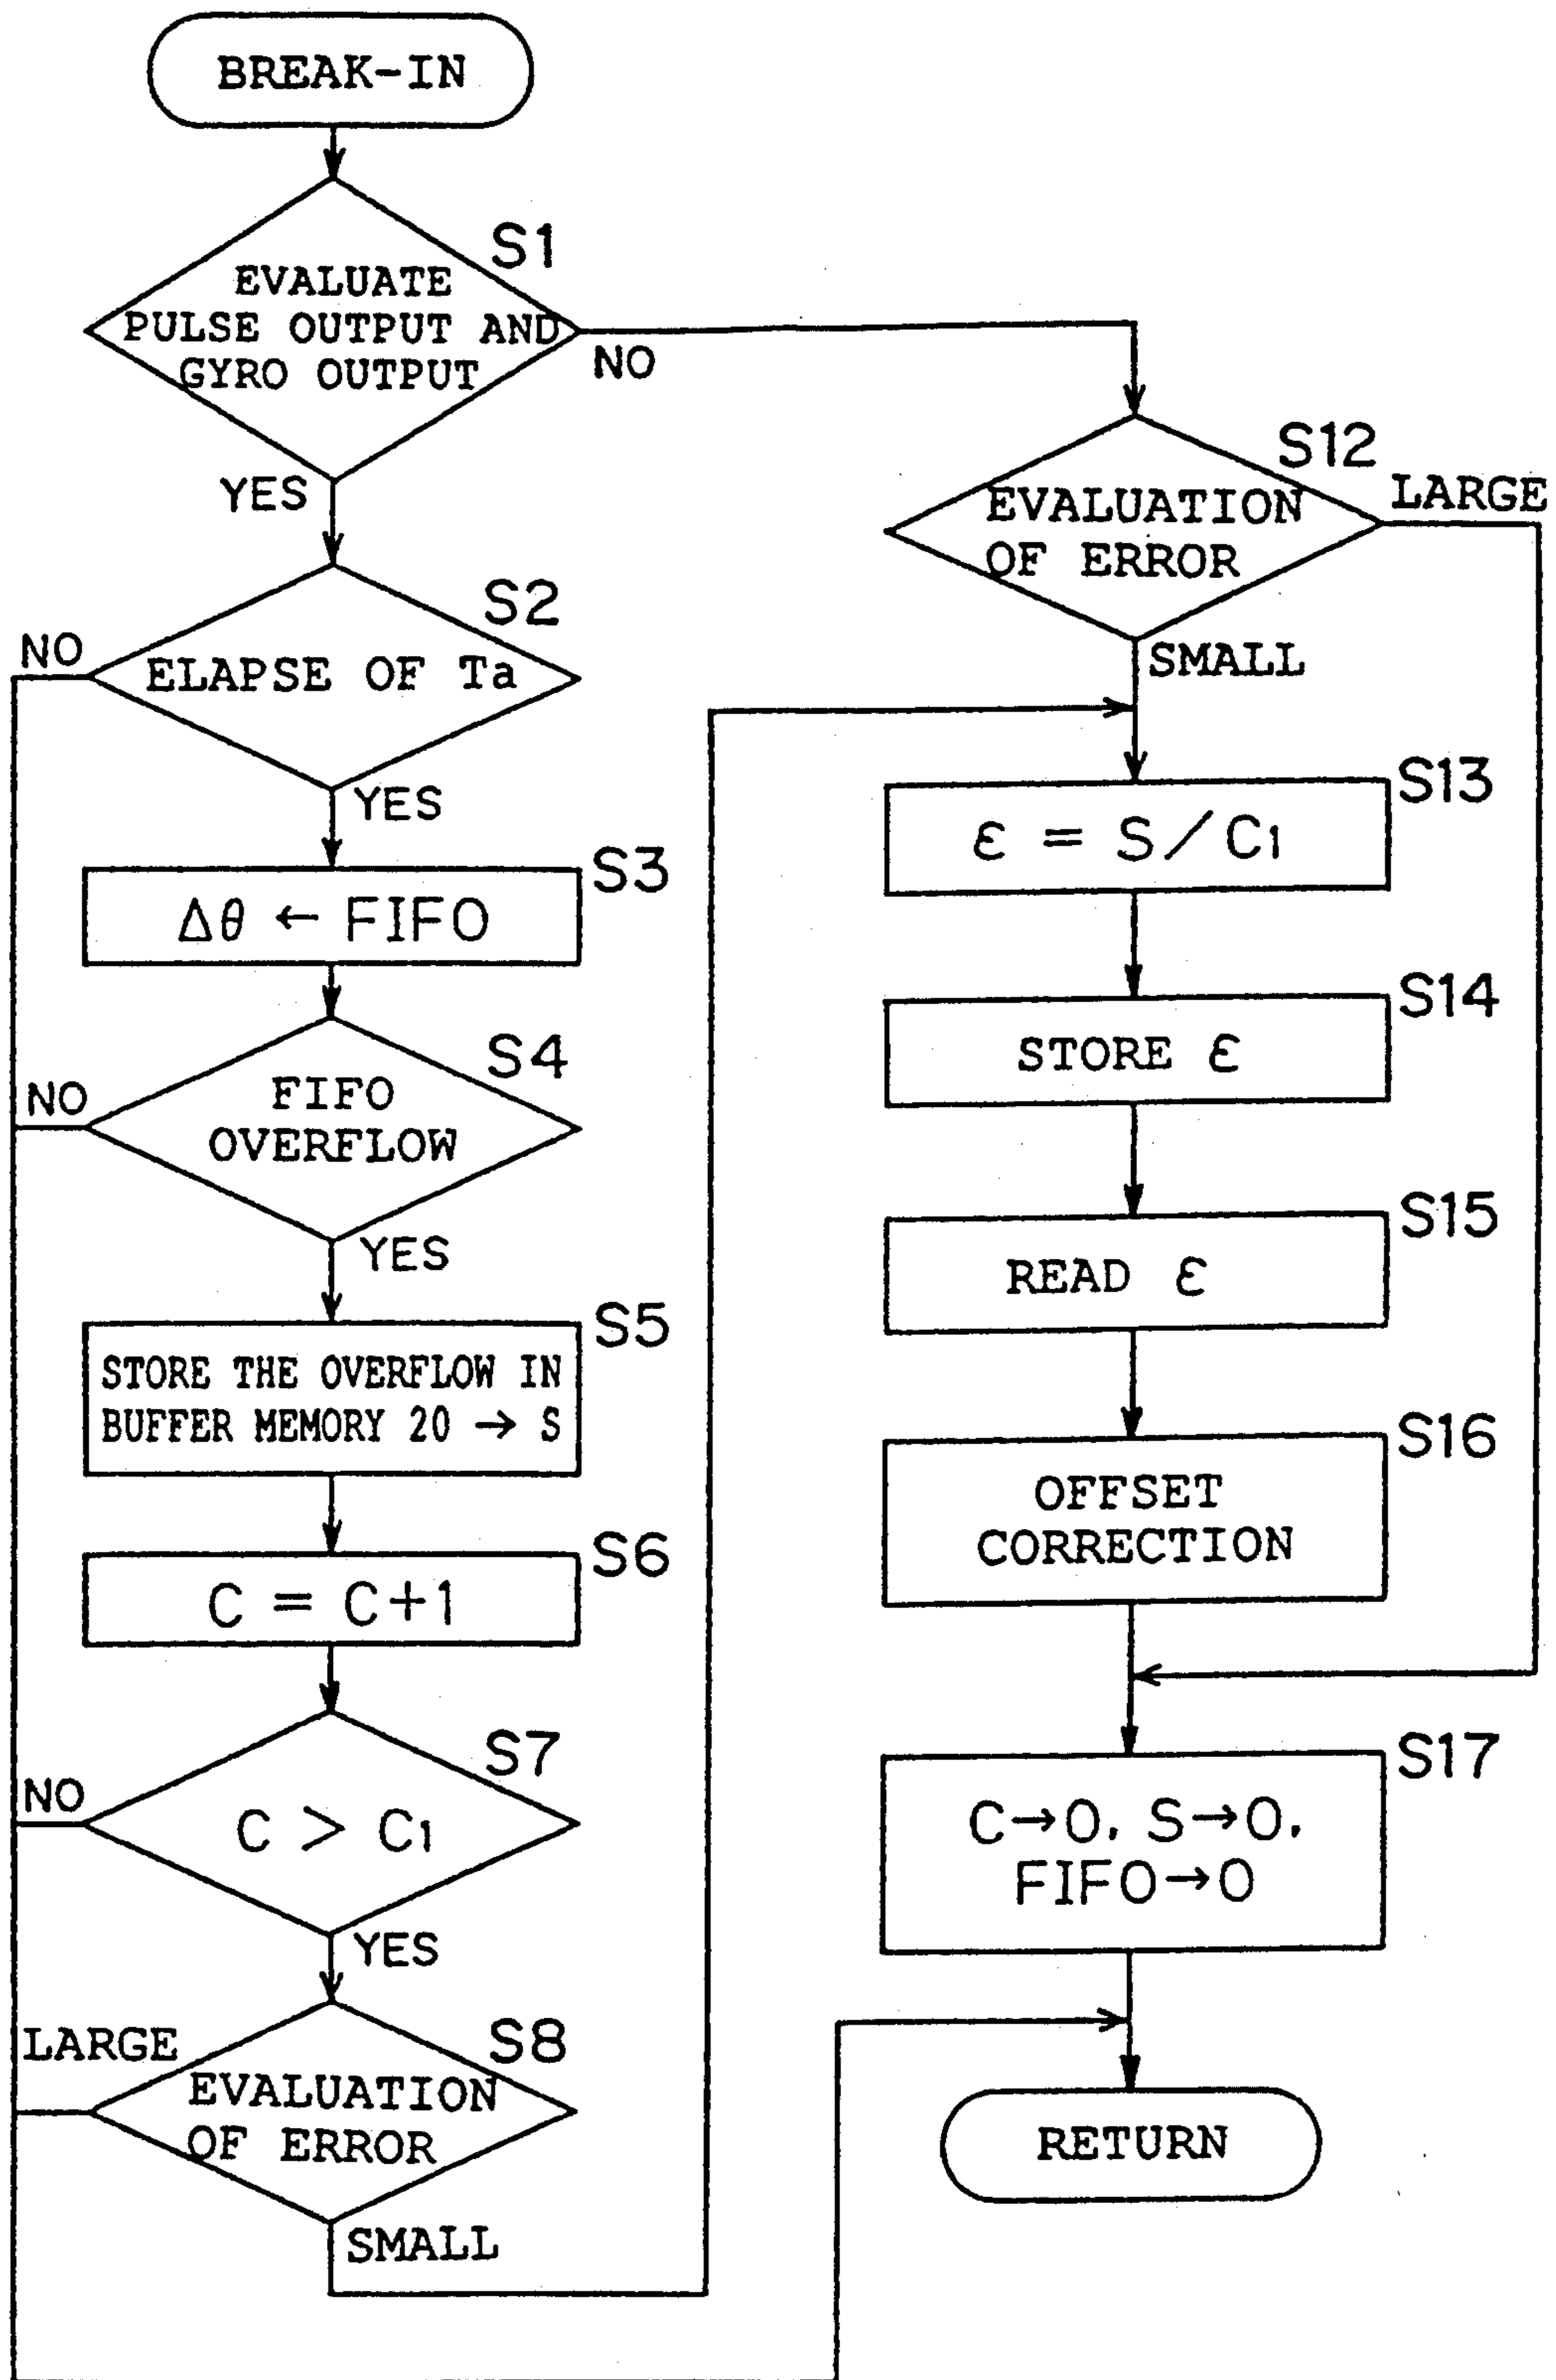 BREAK-IN
S1
EVALUATE
PULSE OUTPUT AND
GYRO OUTPUT
NO
YES
S2
NO
ELAPSE OF Ta
YES
S3
Δθ ← FIFO
S4
NO
FIFO
OVERFLOW
YES
S5
STORE THE OVERFLOW IN
BUFFER MEMORY 20 → S
S6
C = C+1
S7
NO
C > C1
YES
LARGE
S8
EVALUATION
OF ERROR
SMALL
S12
LARGE
EVALUATION
OF ERROR
SMALL
S13
ε = S/C1
S14
STORE ε
S15
READ ε
S16
OFFSET
CORRECTION
S17
C→0, S→0,
FIFO→0
RETURN